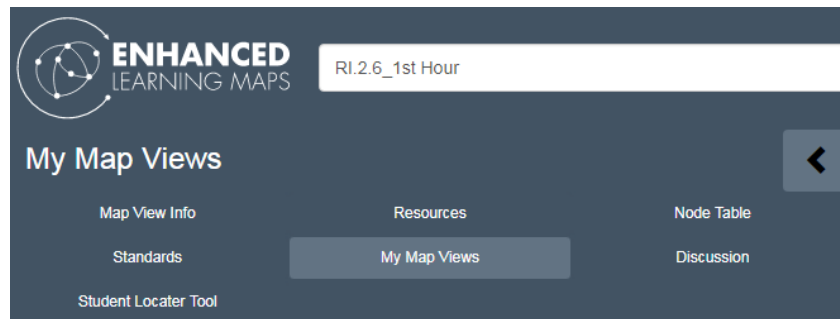 ENHANCED
LEARNING MAPS
RI.2.6_1st Hour
My Map Views
Map View Info
Resources
Node Table
Standards
My Map Views
Discussion
Student Locater Tool